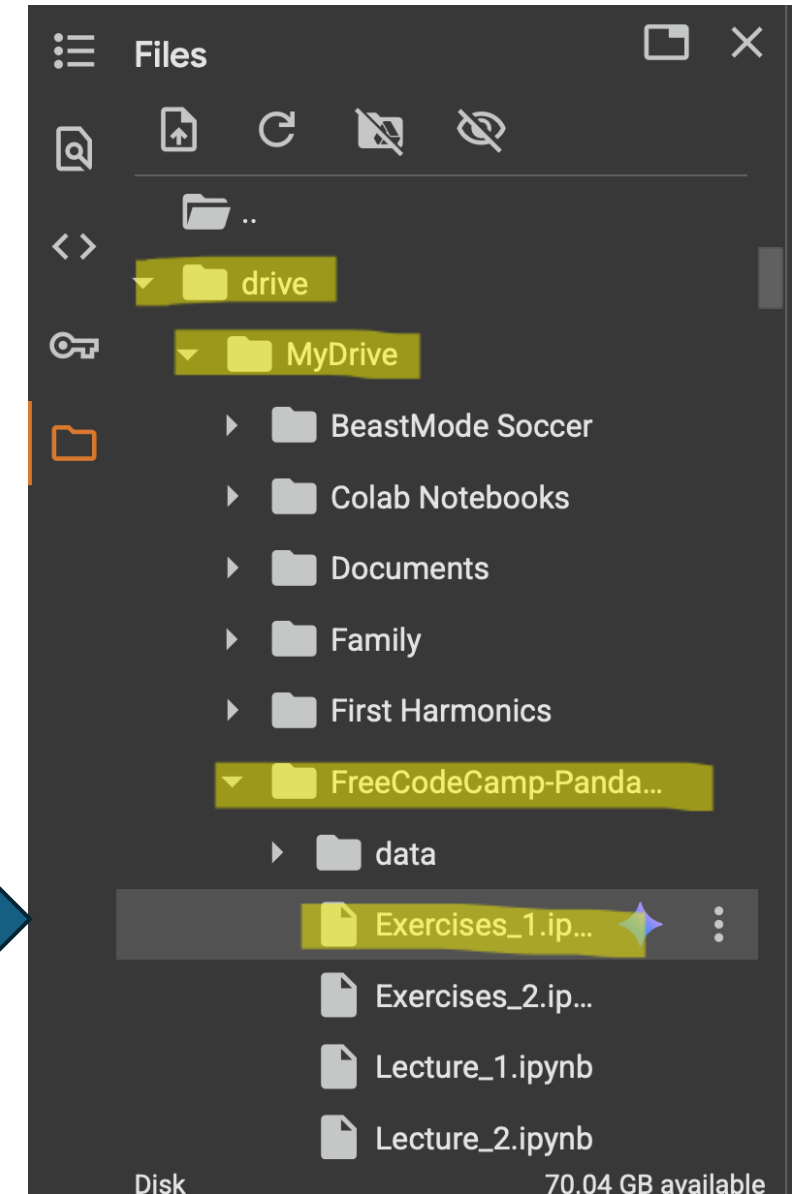 Files
..
drive
MyDrive
BeastMode Soccer
Colab Notebooks
Documents
Family
First Harmonics
FreeCodeCamp-Panda...
data
Exercises_1.ip...
Exercises_2.ip...
Lecture_1.ipynb
Lecture_2.ipynb
Disk 70.04 GB available